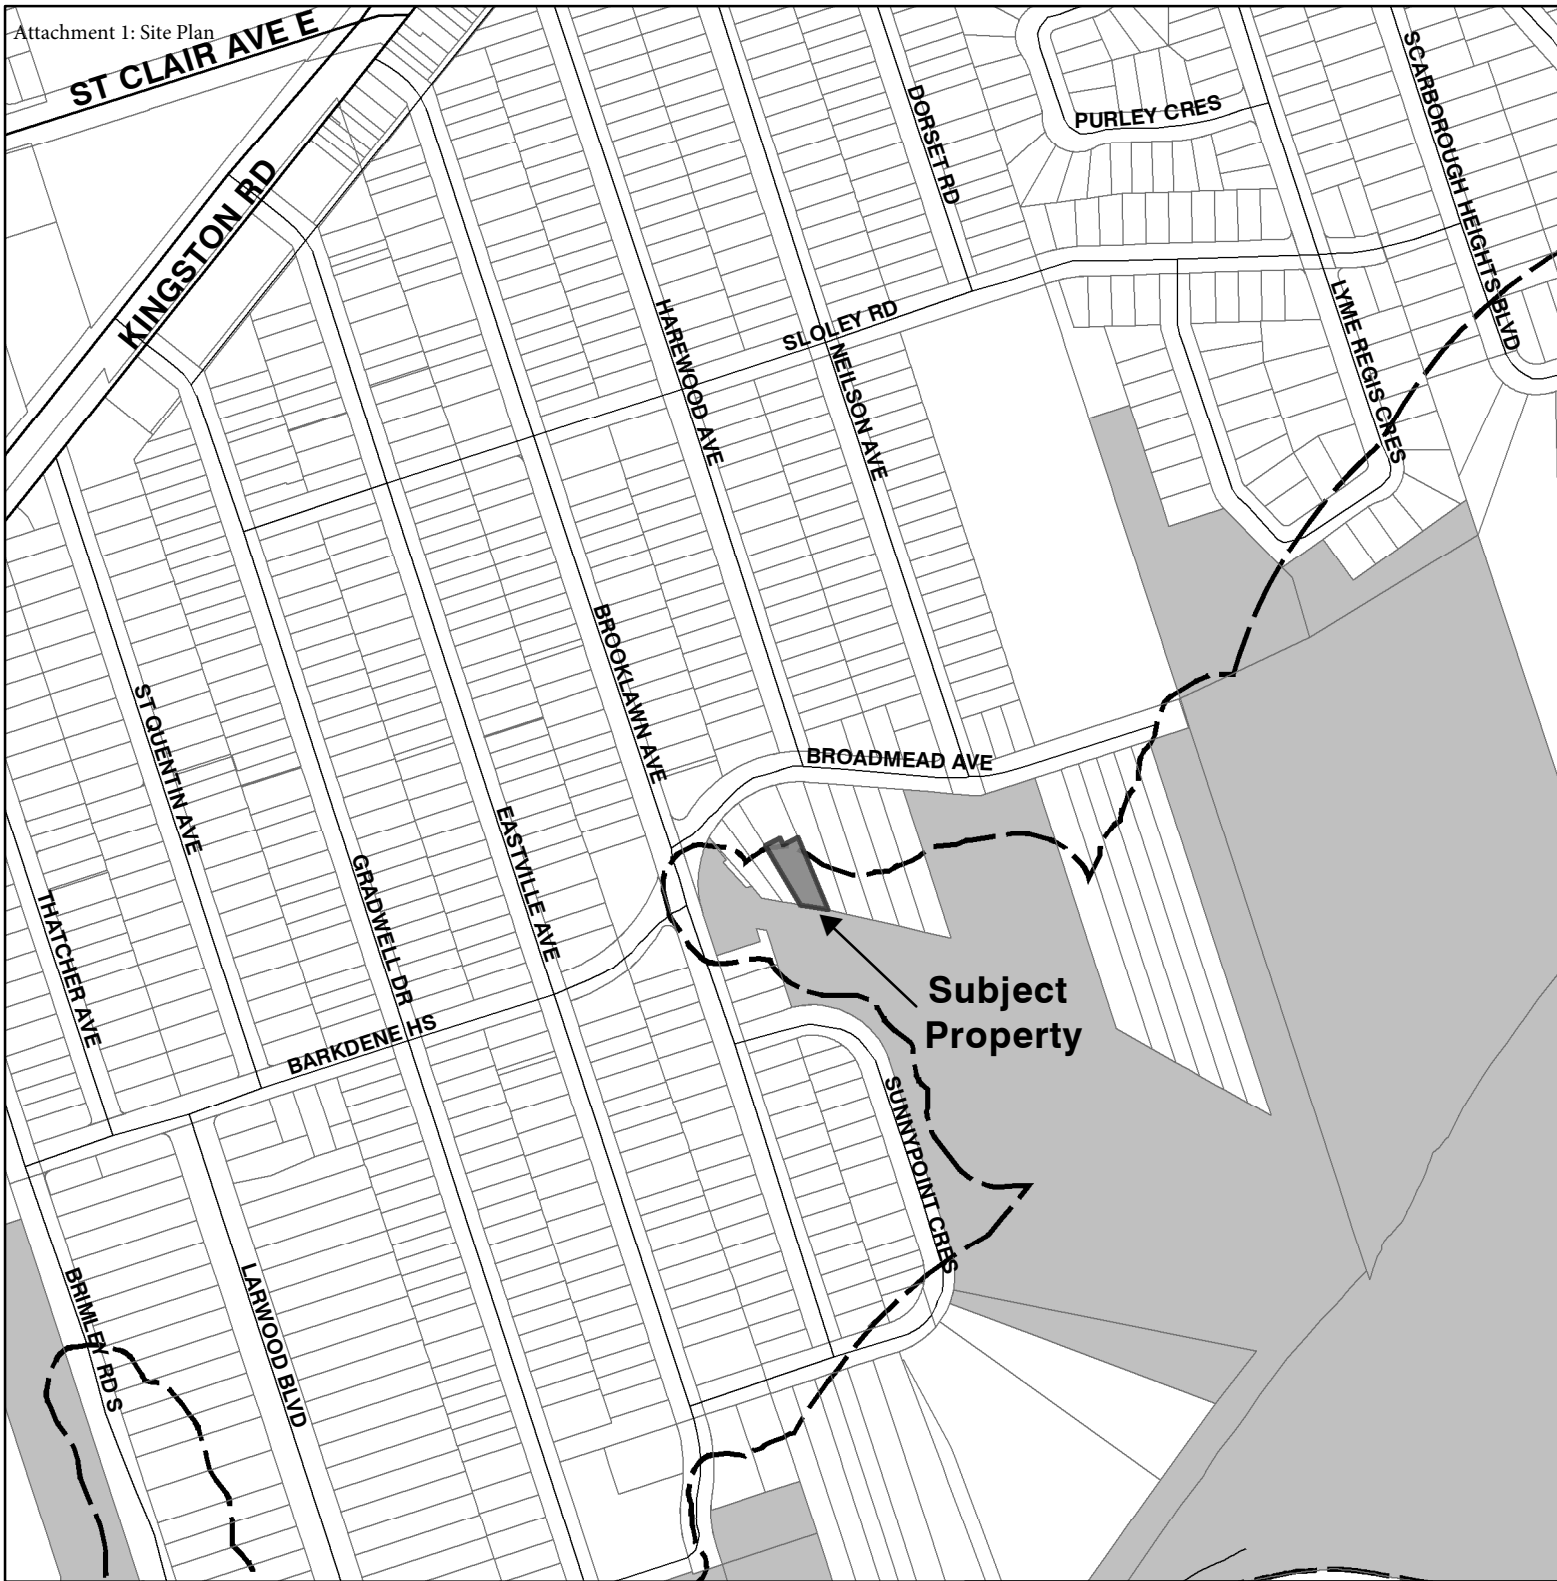 Attachment 1: Site Plan
ST CLAIR AVE E
KINGSTON RD
DORSET RD
PURLEY CRES
SCARBOROUGH HEIGHTS BLVD
HAREWOOD AVE
SLOLEY RD
NEILSON AVE
LYME REGIS CRES
BROOKLAWN AVE
ST QUENTIN AVE
BROADMEAD AVE
EASTVILLE AVE
GRADWELL DR
THATCHER AVE
Subject
Property
BARKDENE HS
SUNNYPOINT CRES
BRIMLEY RD S
LARWOOD BLVD